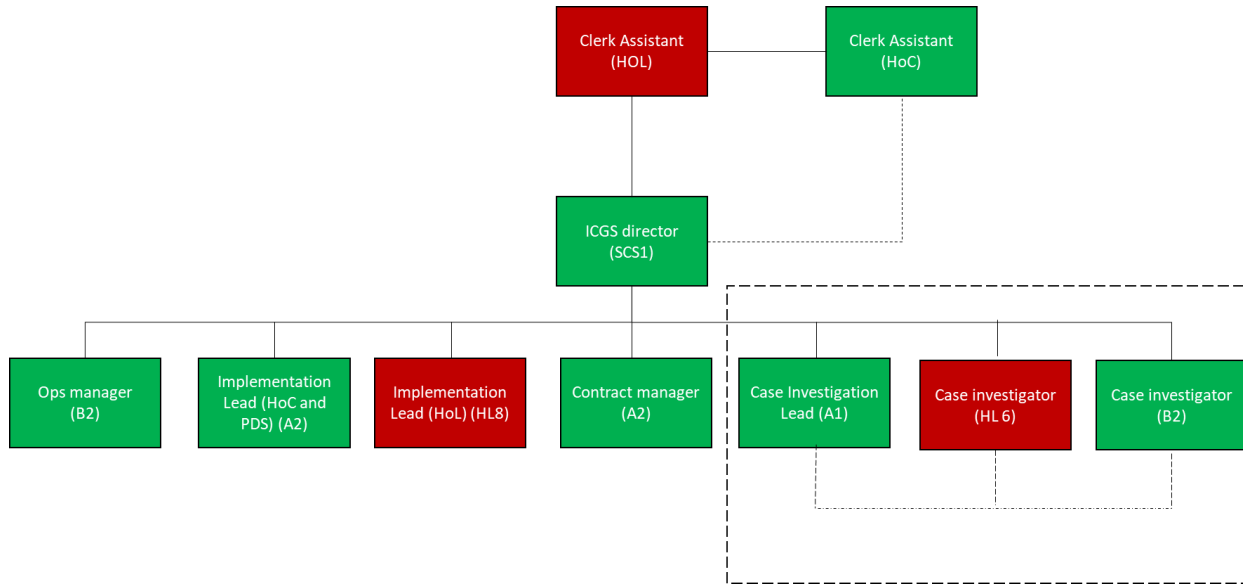 Clerk Assistant
(HOL)
Clerk Assistant
(HoC)
ICGS director
(SCS1)
Ops manager
(B2)
Implementation
Lead (HoC and
PDS) (A2)
Implementation
Lead (HoL) (HL8)
Contract manager
(A2)
Case Investigation
Lead (A1)
Case investigator
(HL 6)
Case investigator
(B2)